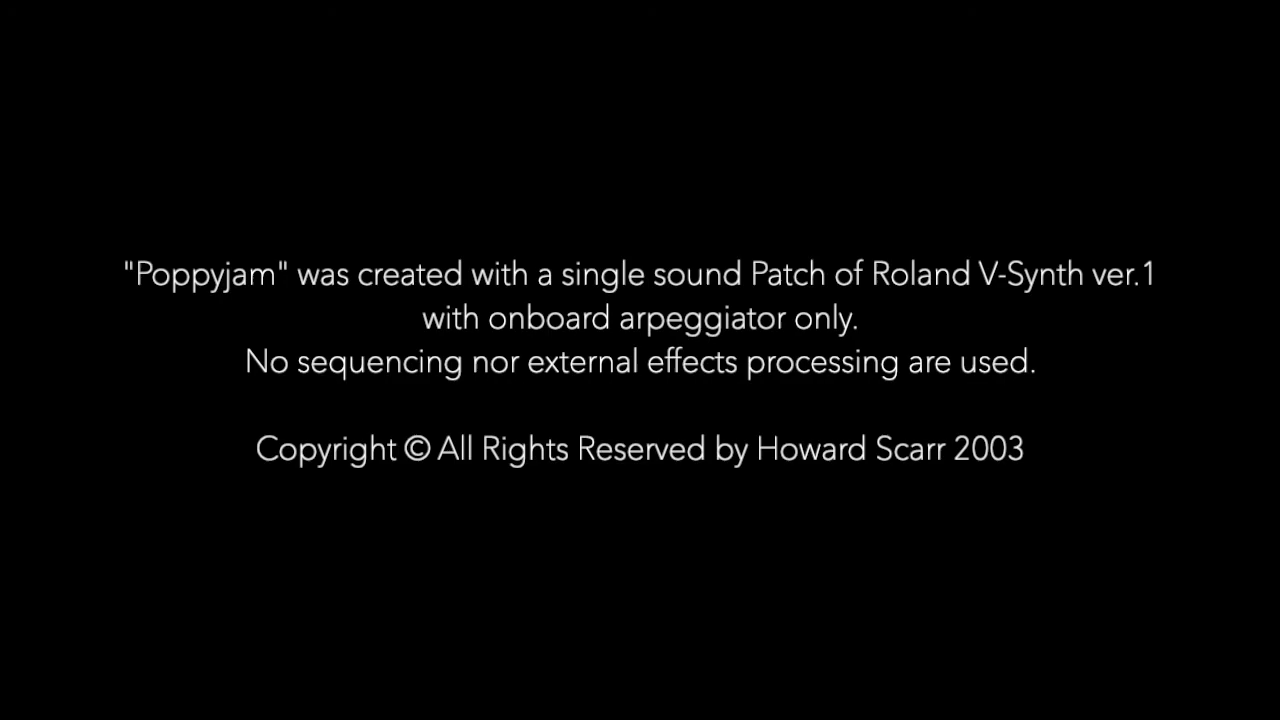 "Poppyjam" was created with a single sound Patch of Roland V-Synth ver.1
with onboard arpeggiator only.
No sequencing nor external effects processing are used.
Copyright © All Rights Reserved by Howard Scarr 2003